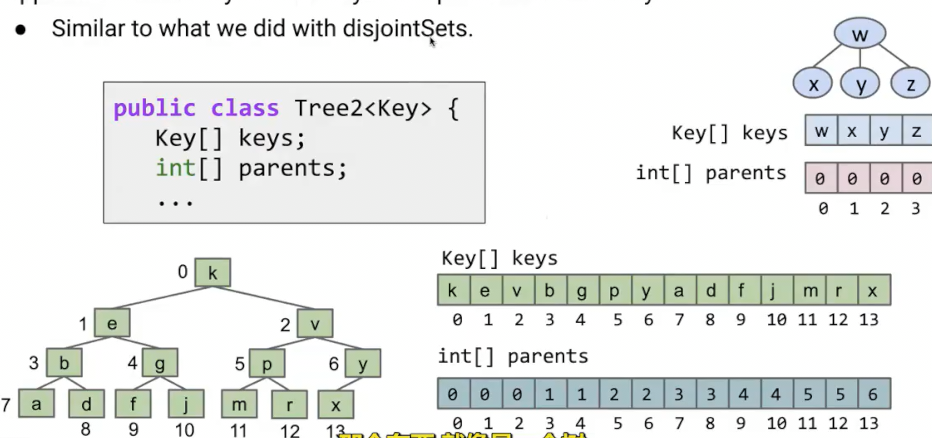 ● Similar to what we did with disjointSets.
public class Tree2<Key> {
Key[] keys;
int[] parents;
...
w
x y z
Key[] keys w x y z
int[] parents 0 0 0 0
0 1 2 3
0 k
1 e 2 v
3 b 4 g 5 p 6 y
7 a d f j m r x
8 9 10 11 12 13
Key[] keys
k e v b g p y a d f j m r x
0 1 2 3 4 5 6 7 8 9 10 11 12 13
int[] parents
0 0 0 1 1 2 2 3 3 4 4 5 5 6
0 1 2 3 4 5 6 7 8 9 10 11 12 13